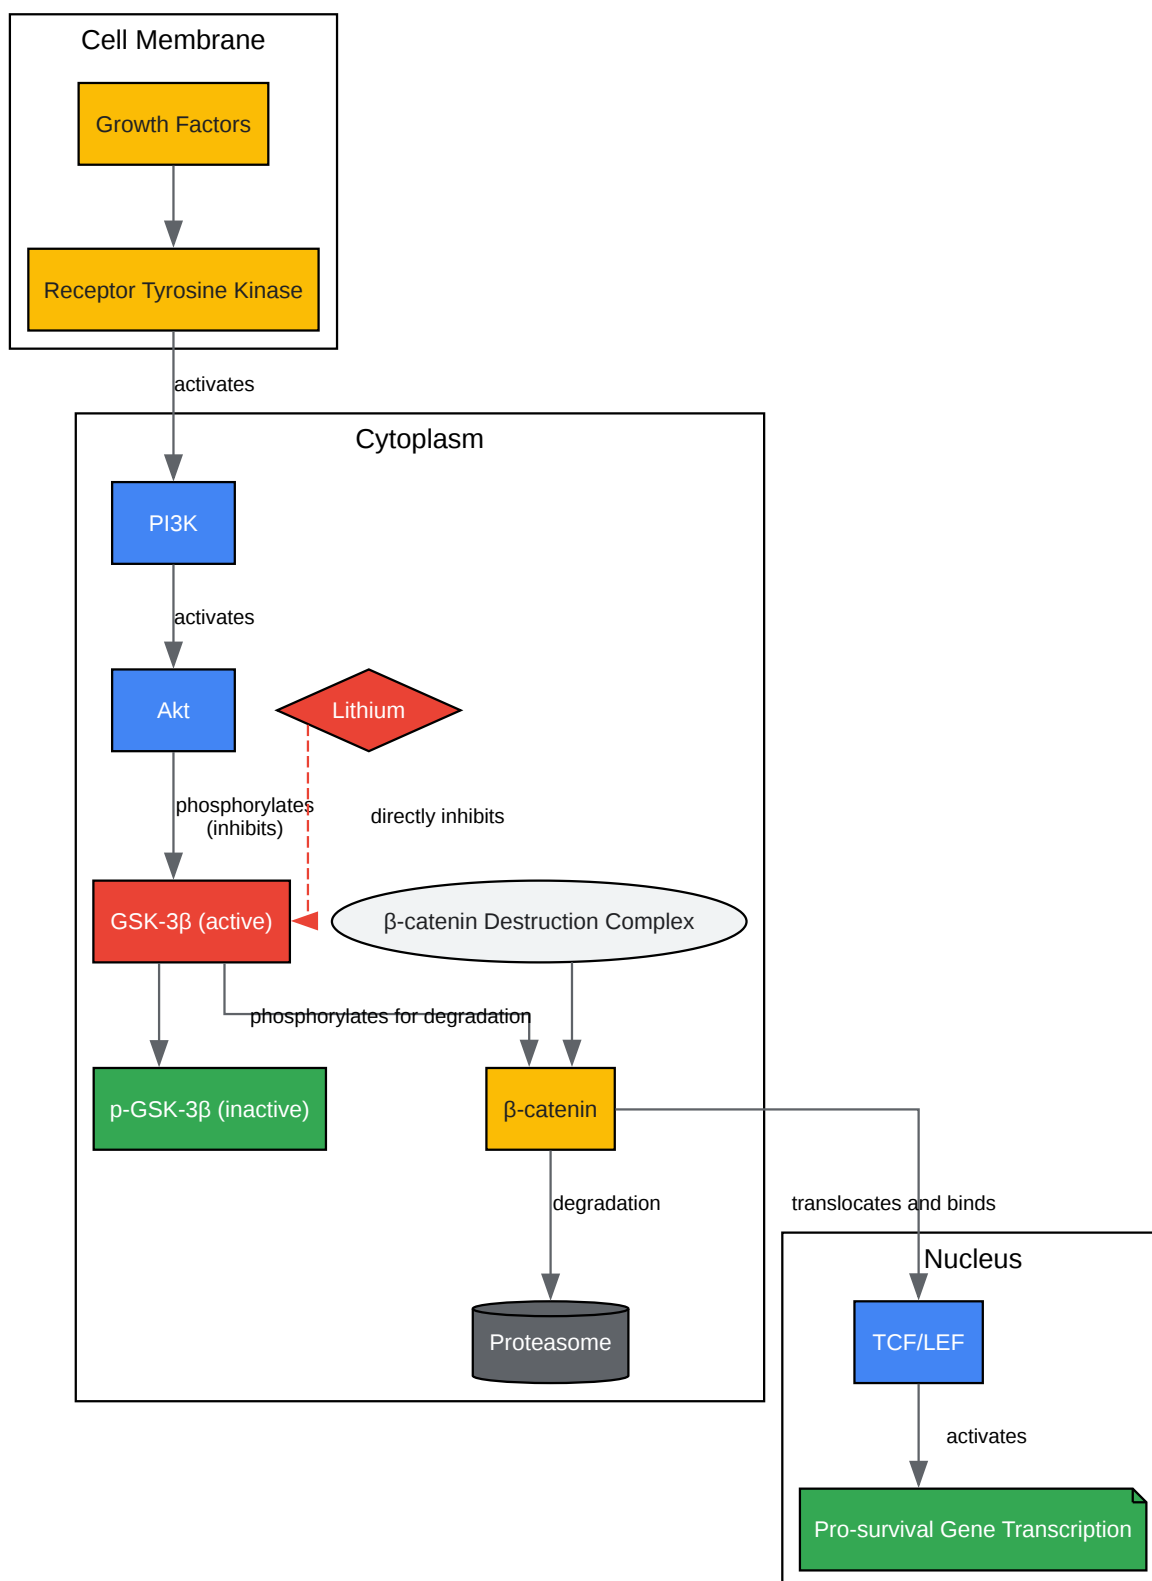 Cell Membrane
Growth Factors
Receptor Tyrosine Kinase
activates
Cytoplasm
PI3K
activates
Akt
Lithium
phosphorylates
(inhibits)
directly inhibits
GSK-3β (active)
β-catenin Destruction Complex
phosphorylates for degradation
p-GSK-3β (inactive)
β-catenin
degradation
translocates and binds
Nucleus
Proteasome
TCF/LEF
activates
Pro-survival Gene Transcription